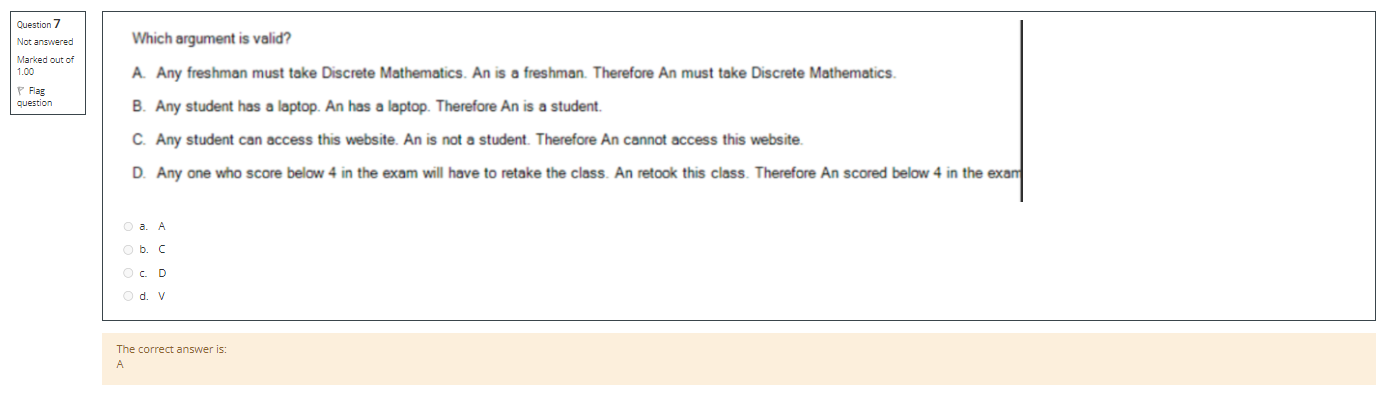 Question 7
Not answered
Marked out of
1.00
Flag
question
Which argument is valid?
A. Any freshman must take Discrete Mathematics. An is a freshman. Therefore An must take Discrete Mathematics.
B. Any student has a laptop. An has a laptop. Therefore An is a student.
C. Any student can access this website. An is not a student. Therefore An cannot access this website.
D. Any one who score below 4 in the exam will have to retake the class. An retook this class. Therefore An scored below 4 in the exam
a. A
b. C
c. D
d. V
The correct answer is:
A